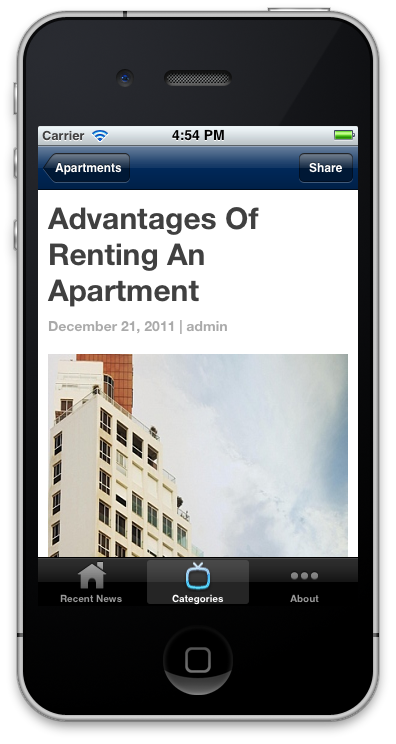 Carrier 4:54 PM
Apartments Share
Advantages Of
Renting An
Apartment
December 21, 2011 | admin
Recent News Categories About